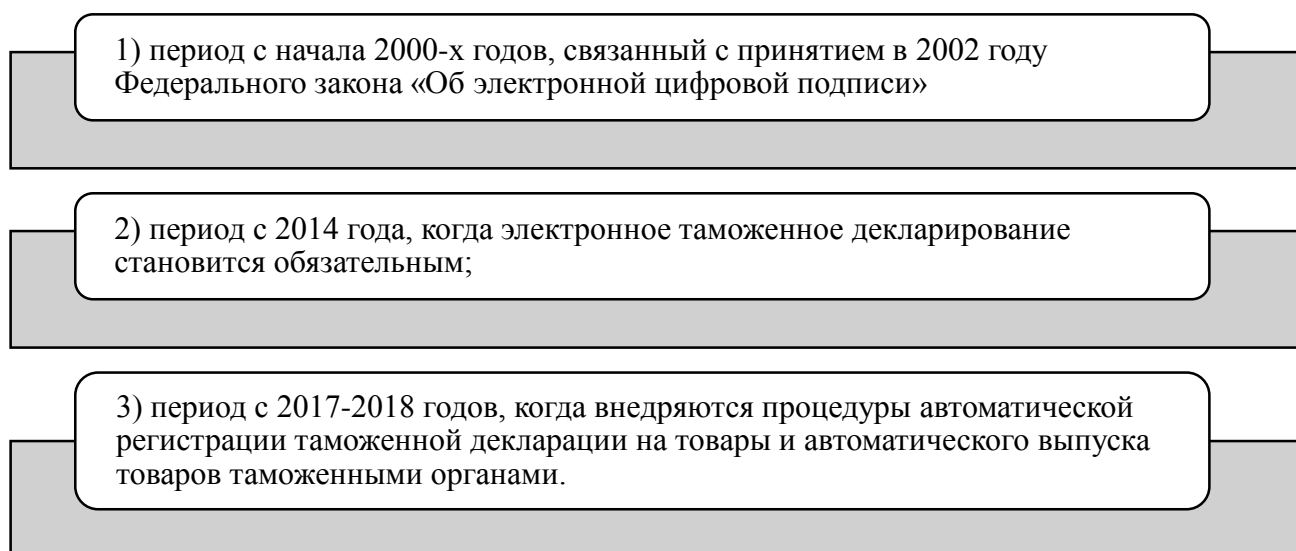 1) период с начала 2000-х годов, связанный с принятием в 2002 году
Федерального закона «Об электронной цифровой подписи»
2) период с 2014 года, когда электронное таможенное декларирование
становится обязательным;
3) период с 2017-2018 годов, когда внедряются процедуры автоматической
регистрации таможенной декларации на товары и автоматического выпуска
товаров таможенными органами.